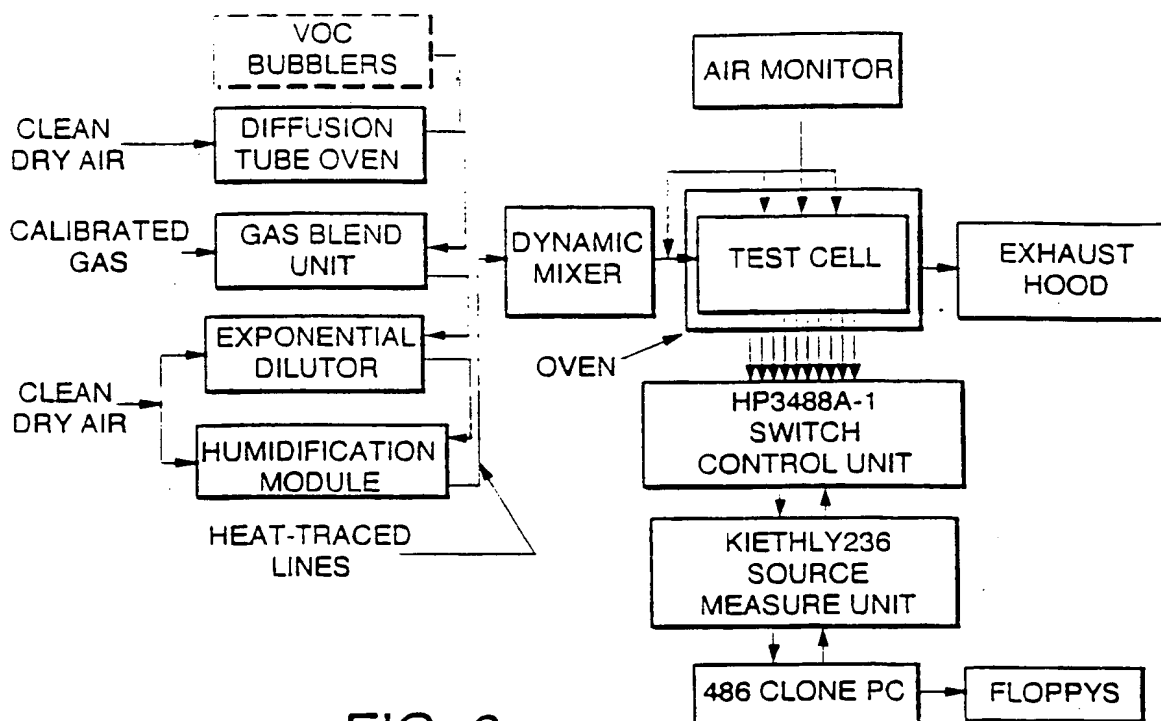 VOC
BUBBLERS
AIR MONITOR
CLEAN
DRY AIR
DIFFUSION
TUBE OVEN
CALIBRATED
GAS
GAS BLEND
UNIT
DYNAMIC
MIXER
TEST CELL
EXHAUST
HOOD
EXPONENTIAL
DILUTOR
OVEN
CLEAN
DRY AIR
HUMIDIFICATION
MODULE
HP3488A-1
SWITCH
CONTROL UNIT
HEAT-TRACED
LINES
KIETHLY236
SOURCE
MEASURE UNIT
486 CLONE PC
FLOPPYS